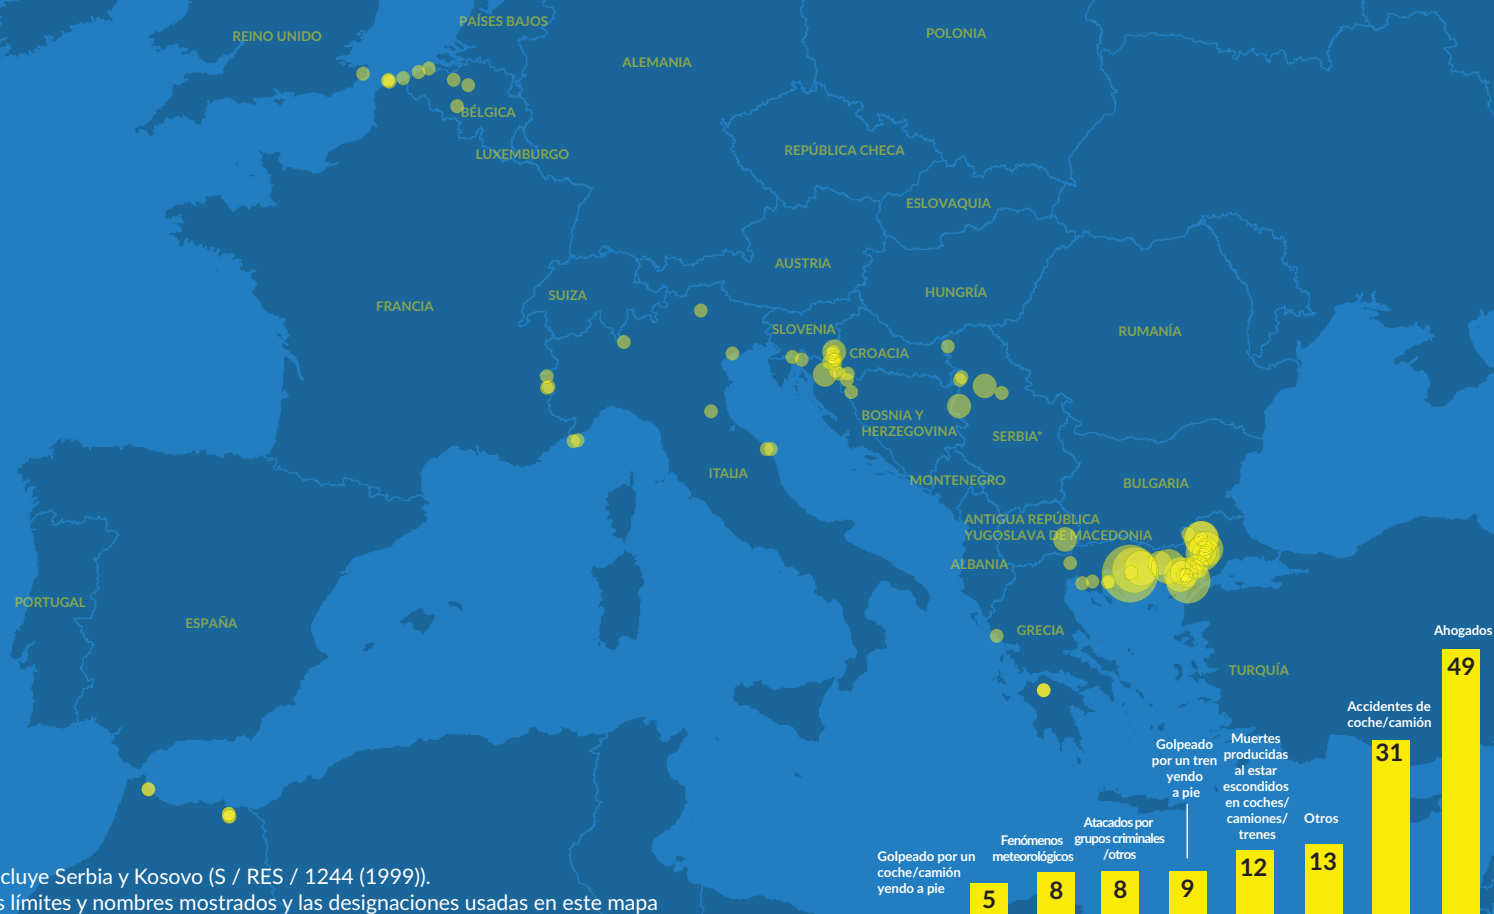 PAÍSES BAJOS
REINO UNIDO
POLONIA
ALEMANIA
BÉLGICA
LUXEMBURGO
REPÚBLICA CHECA
ESLOVAQUIA
AUSTRIA
SUIZA
HUNGRÍA
FRANCIA
SLOVENIA
RUMANÍA
CROACIA
BOSNIA Y
HERZEGOVINA
SERBIA*
ITALIA
MONTENEGRO
BULGARIA
ANTIGUA REPÚBLICA
YUGOSLAVA DE MACEDONIA
ALBANIA
PORTUGAL
ESPAÑA
GRECIA
TURQUÍA
Golpeado por un
coche/camión
yendo a pie
5
Fenómenos
meteorológicos
8
Atacados por
grupos criminales
/otros
8
Golpeado
por un tren
yendo
a pie
9
Muertes
producidas
al estar
escondidos
en coches/
camiones/
trenes
12
Otros
13
Accidentes de
coche/camión
31
Ahogados
49
cluye Serbia y Kosovo (S / RES / 1244 (1999)).
s límites y nombres mostrados y las designaciones usadas en este mapa